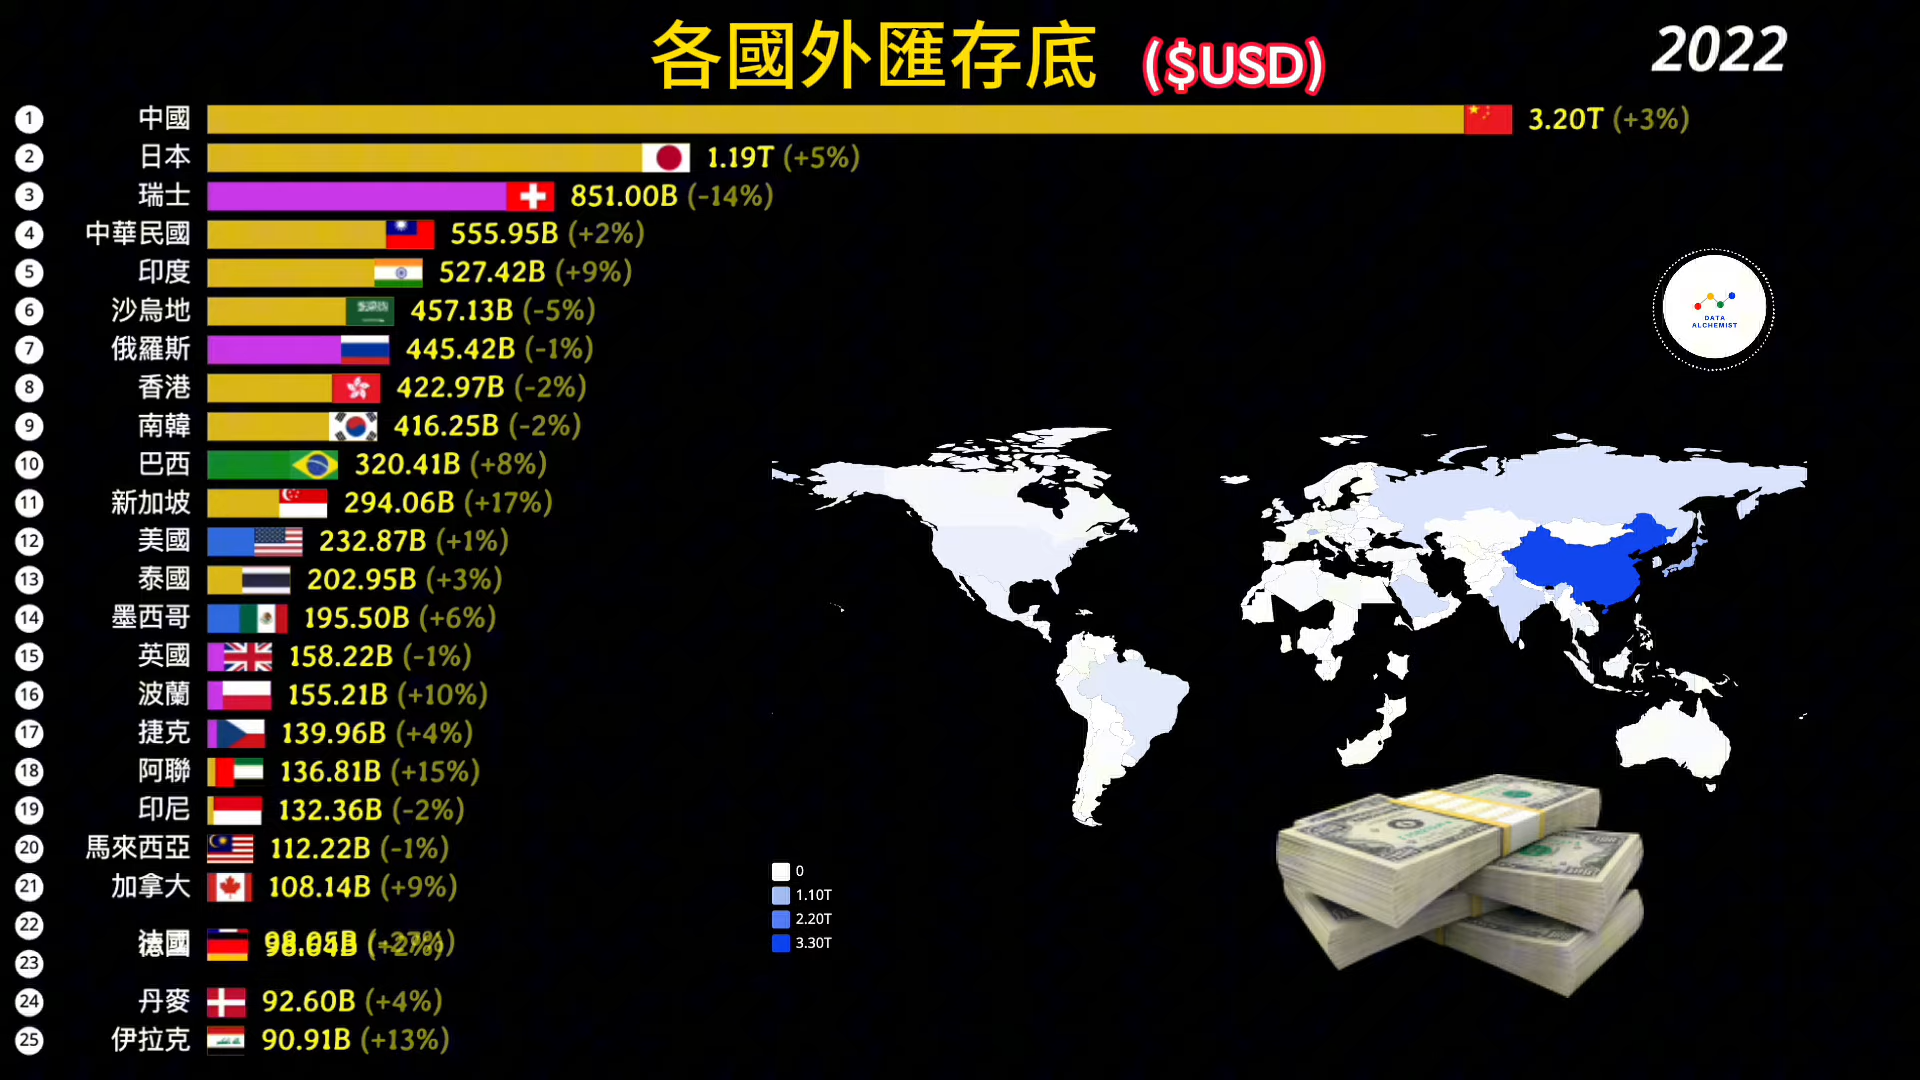 各國外匯存底 ($USD)
2022
1 中國 3.20T (+3%)
2 日本 1.19T (+5%)
3 瑞士 851.00B (-14%)
4 中華民國 555.95B (+2%)
5 印度 527.42B (+9%)
6 沙烏地 457.13B (-5%)
7 俄羅斯 445.42B (-1%)
8 香港 422.97B (-2%)
9 南韓 416.25B (-2%)
10 巴西 320.41B (+8%)
11 新加坡 294.06B (+17%)
12 美國 232.87B (+1%)
13 泰國 202.95B (+3%)
14 墨西哥 195.50B (+6%)
15 英國 158.22B (-1%)
16 波蘭 155.21B (+10%)
17 捷克 139.96B (+4%)
18 阿聯 136.81B (+15%)
19 印尼 132.36B (-2%)
20 馬來西亞 112.22B (-1%)
21 加拿大 108.14B (+9%)
22
23
24 丹麥 92.60B (+4%)
25 伊拉克 90.91B (+13%)
DATA
ALCHEMIST
0
1.10T
2.20T
3.30T